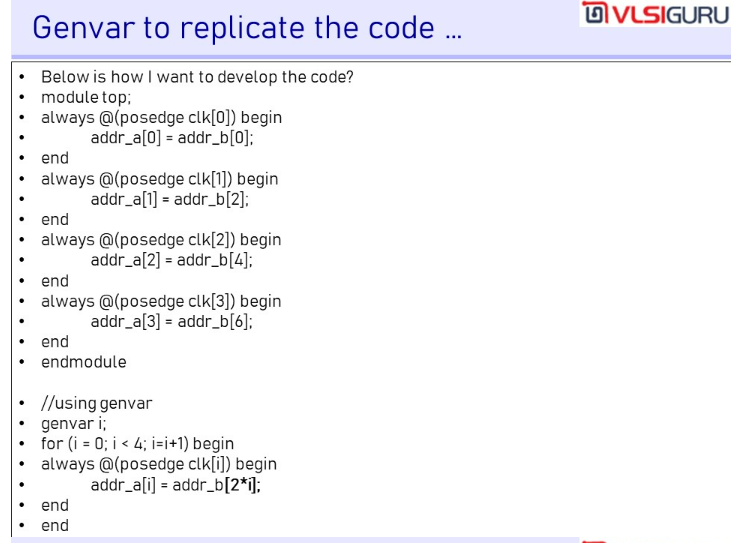 Genvar to replicate the code ...
VLSIGURU
• Below is how I want to develop the code?
• module top;
• always @(posedge clk[0]) begin
• addr_a[0] = addr_b[0];
• end
• always @(posedge clk[1]) begin
• addr_a[1] = addr_b[2];
• end
• always @(posedge clk[2]) begin
• addr_a[2] = addr_b[4];
• end
• always @(posedge clk[3]) begin
• addr_a[3] = addr_b[6];
• end
• endmodule
• //using genvar
• genvar i;
• for (i = 0; i < 4; i=i+1) begin
• always @(posedge clk[i]) begin
• addr_a[i] = addr_b[2*i];
• end
• end